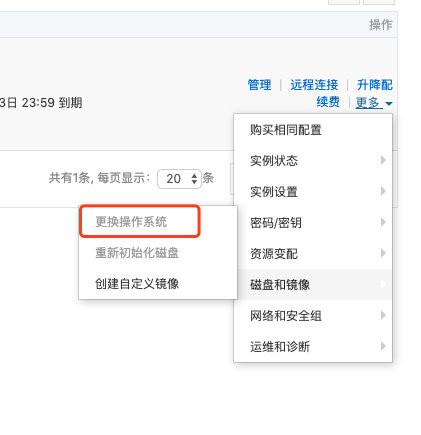 操作
管理 远程连接 升降配
3日 23:59 到期 续费 更多
购买相同配置
实例状态
共有1条, 每页显示: 20 条
实例设置
更换操作系统 密码/密钥
重新初始化磁盘 资源变配
创建自定义镜像 磁盘和镜像
网络和安全组
运维和诊断